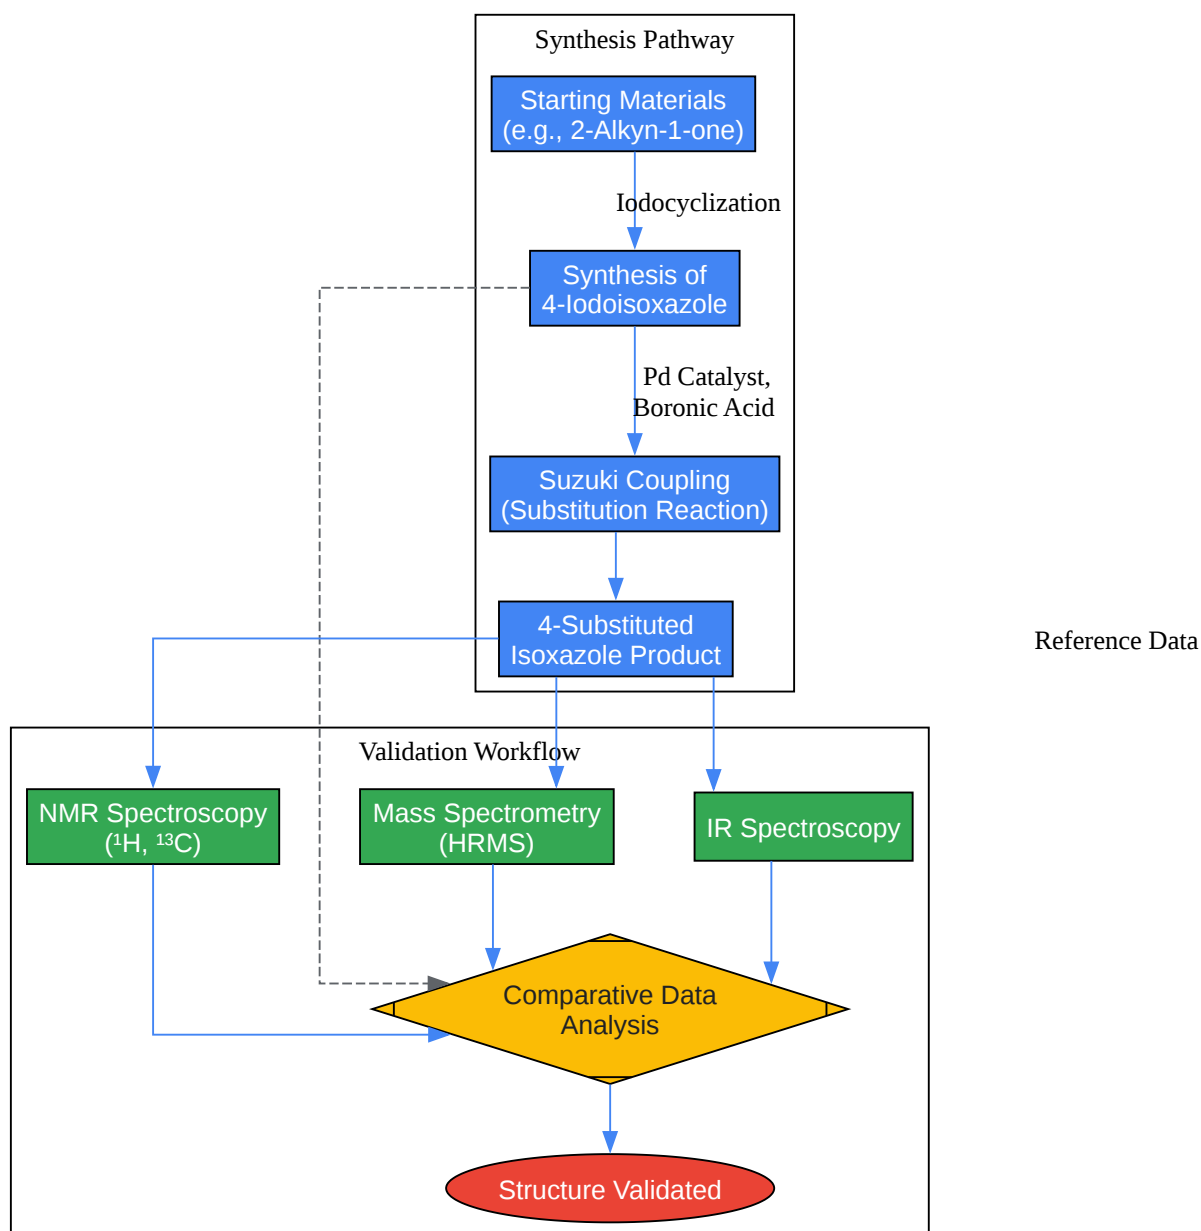 Synthesis Pathway
Starting Materials
(e.g., 2-Alkyn-1-one)
Iodocyclization
Synthesis of
4-Iodoisoxazole
Pd Catalyst,
Boronic Acid
Suzuki Coupling
(Substitution Reaction)
4-Substituted
Isoxazole Product
Reference Data
Validation Workflow
NMR Spectroscopy
(¹H, ¹³C)
Mass Spectrometry
(HRMS)
IR Spectroscopy
Comparative Data
Analysis
Structure Validated